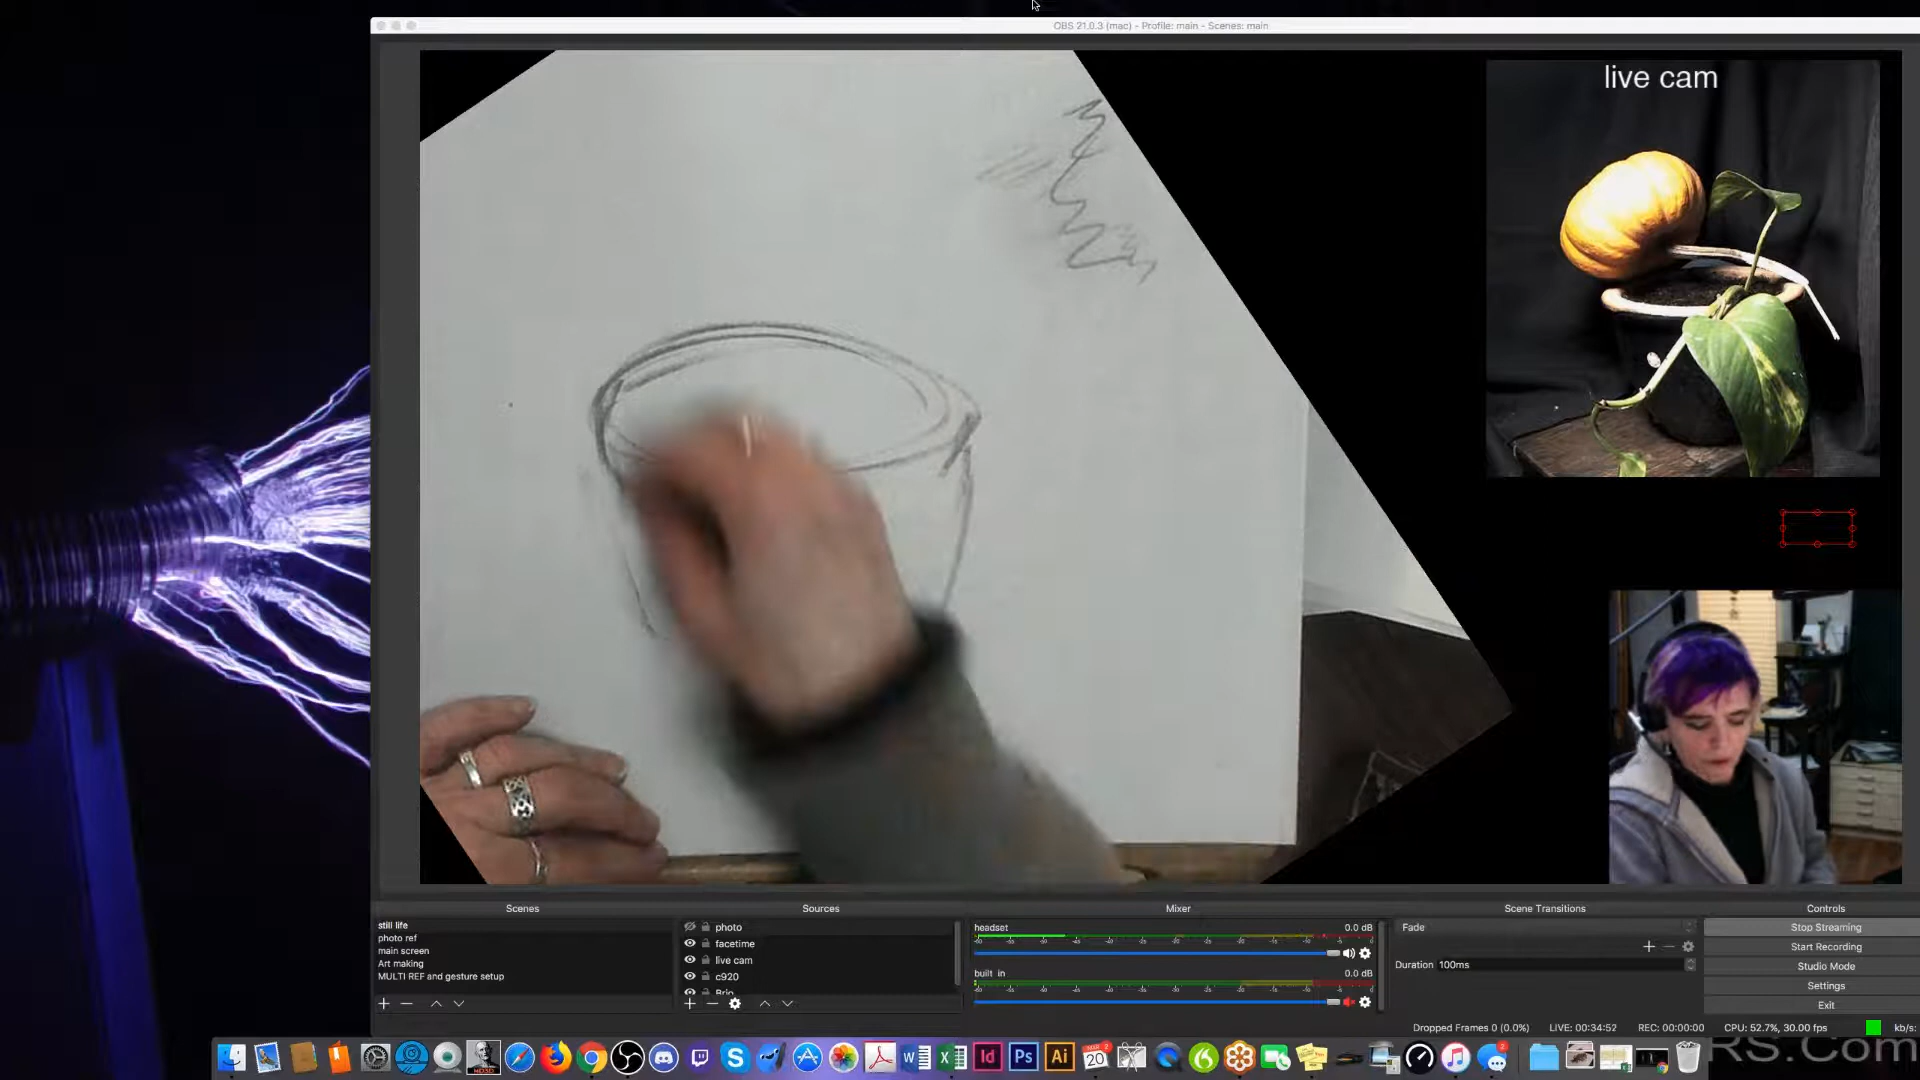 OBS 21.0.3 (mac) - Profile: main - Scenes: main
live cam
Scenes
Sources
Mixer
Scene Transitions
Controls
still life
photo ref
main screen
Art making
MULTI REF and gesture setup
photo
facetime
live cam
c920
Brio
headset
0.0 dB
built in
0.0 dB
Fade
Duration 100ms
Stop Streaming
Start Recording
Studio Mode
Settings
Exit
Dropped Frames 0 (0.0%)
LIVE: 00:34:52
REC: 00:00:00
CPU: 52.7%, 30.00 fps
kb/s:
RS.Com